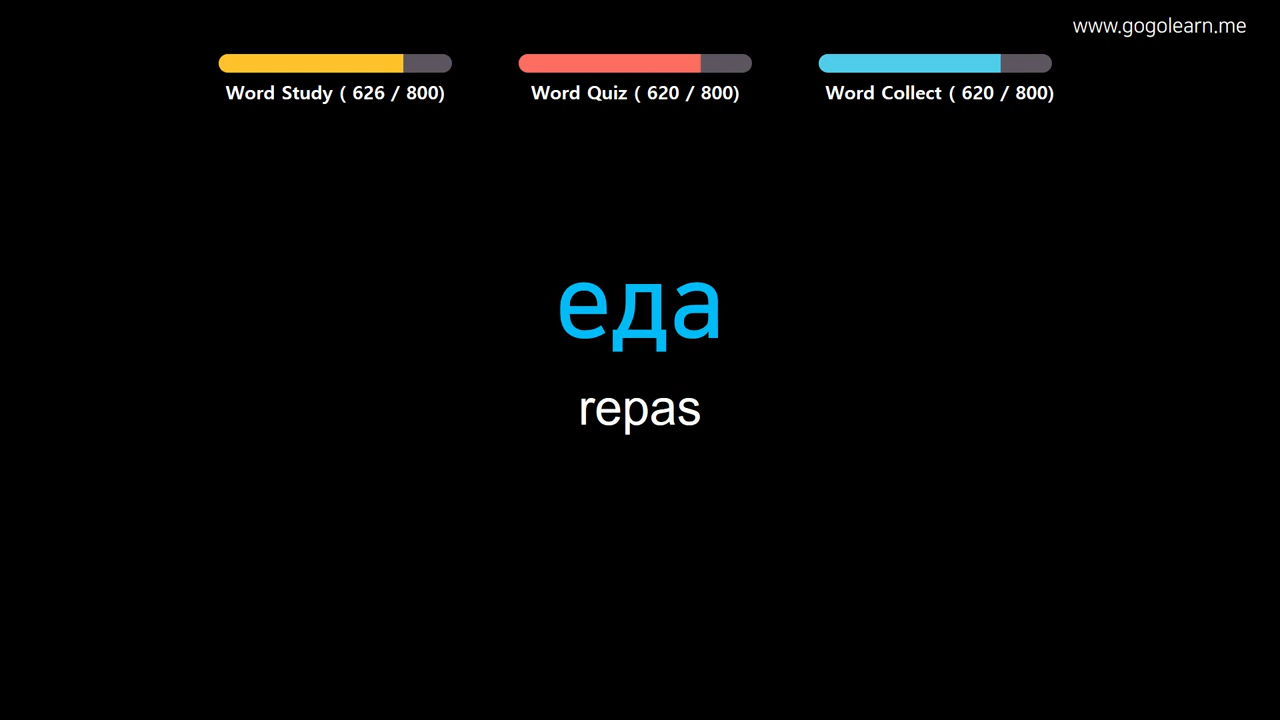 www.gogolearn.me
Word Study ( 626 / 800)
Word Quiz ( 620 / 800)
Word Collect ( 620 / 800)
еда
repas